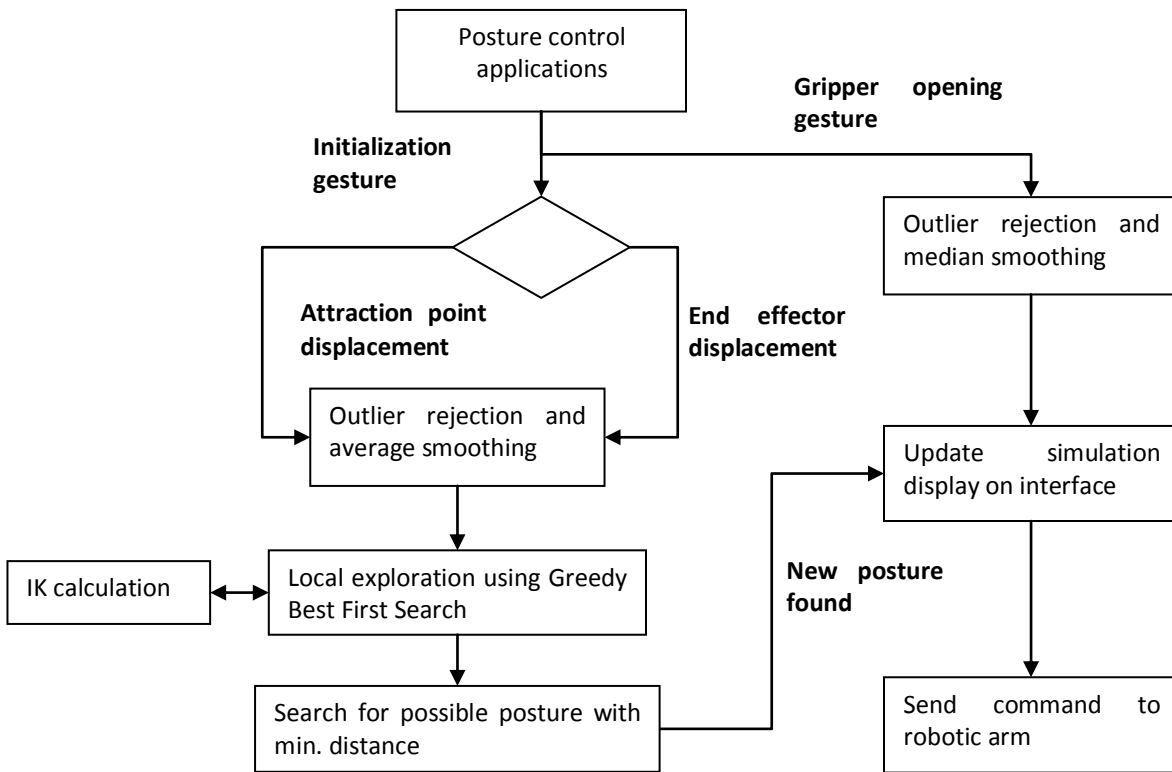 Posture control
applications
Gripper opening
gesture
Initialization
gesture
Outlier rejection and
median smoothing
Attraction point
displacement
End effector
displacement
Outlier rejection and
average smoothing
Update simulation
display on interface
IK calculation
Local exploration using Greedy
Best First Search
New posture
found
Search for possible posture with
min. distance
Send command to
robotic arm